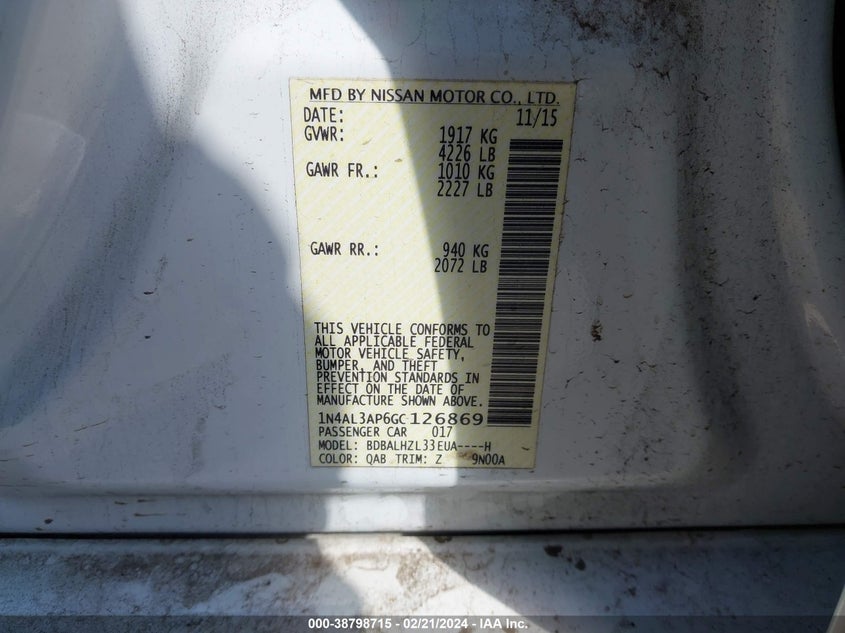 MFD BY NISSAN MOTOR CO., LTD.
DATE: 11/15
GVWR: 1917 KG
4226 LB
GAWR FR.: 1010 KG
2227 LB
GAWR RR.: 940 KG
2072 LB
THIS VEHICLE CONFORMS TO
ALL APPLICABLE FEDERAL
MOTOR VEHICLE SAFETY,
BUMPER, AND THEFT
PREVENTION STANDARDS IN
EFFECT ON THE DATE OF
MANUFACTURE SHOWN ABOVE.
1N4AL3AP6GC126869
PASSENGER CAR 017
MODEL: BDBALHZL33EUA----H
COLOR: QAB TRIM: Z 9N00A
000-38798715 - 02/21/2024 - IAA Inc.